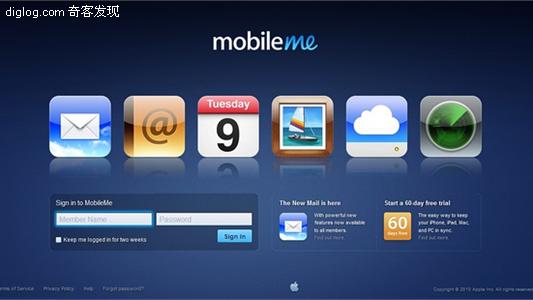 diglog.com 奇客发现
mobileme
@
Tuesday
9
Sign in to MobileMe
Member Name
Password
Keep me logged in for two weeks
Sign In
The New Mail is here
With powerful new
features now available
to all members.
Find out more.
Start a 60-day free trial
60
days free
The easy way to keep
your iPhone, iPad, Mac,
and PC in sync.
Find out more.
Terms of Service Privacy Policy Help Forgot password?
Copyright © 2010 Apple Inc. All rights reserved.